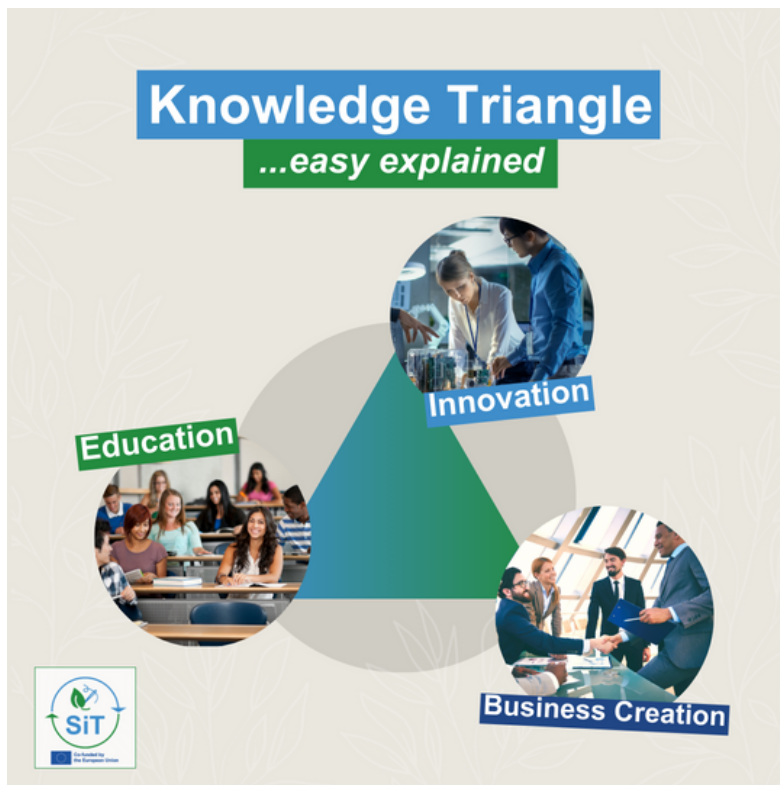 Knowledge Triangle
...easy explained
Innovation
Education
Business Creation
SiT
Co-funded by
the European Union